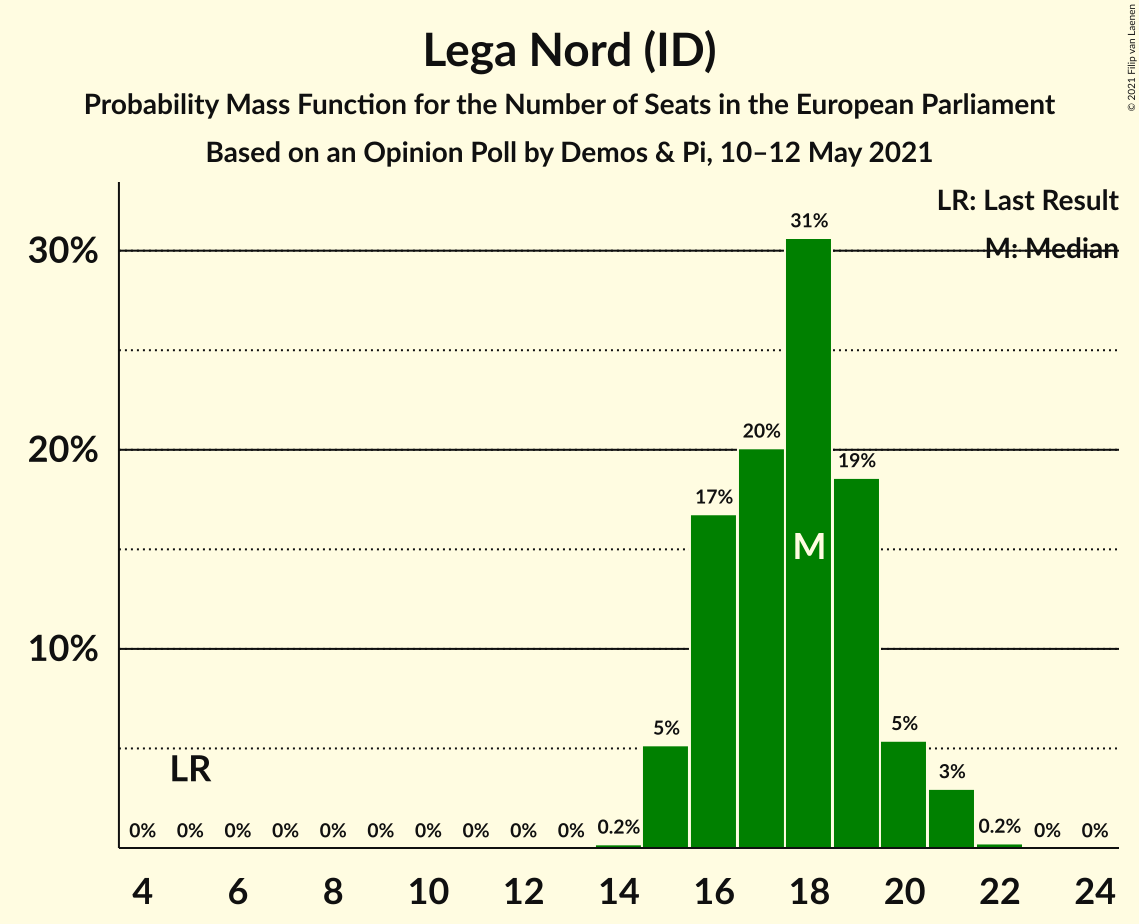 Lega Nord (ID)
Probability Mass Function for the Number of Seats in the European Parliament
Based on an Opinion Poll by Demos & Pi, 10–12 May 2021
© 2021 Filip van Laenen
LR: Last Result
M: Median
30%
20%
10%
31%
20%
19%
17%
M
5%
5%
3%
LR
0% 0% 0% 0% 0% 0% 0% 0% 0% 0% 0.2% 0.2% 0% 0%
4 6 8 10 12 14 16 18 20 22 24